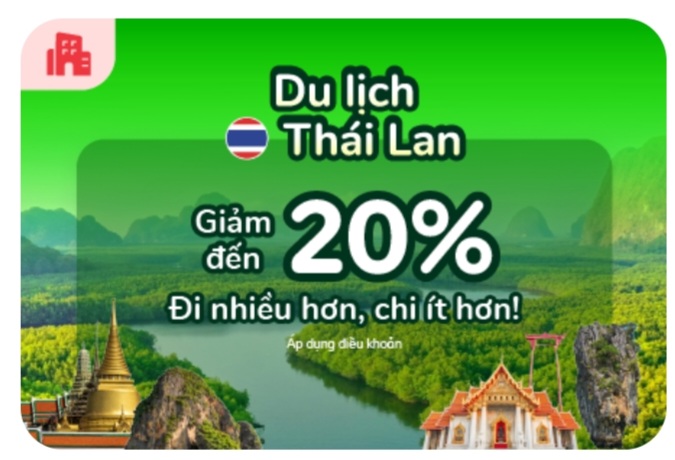 Du lịch
Thái Lan
Giảm
đến
20%
Đi nhiều hơn, chi ít hơn!
Áp dụng điều khoản